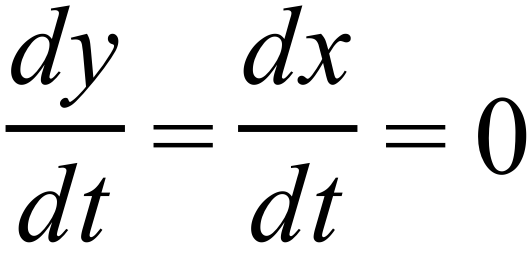 dy/dt = dx/dt = 0